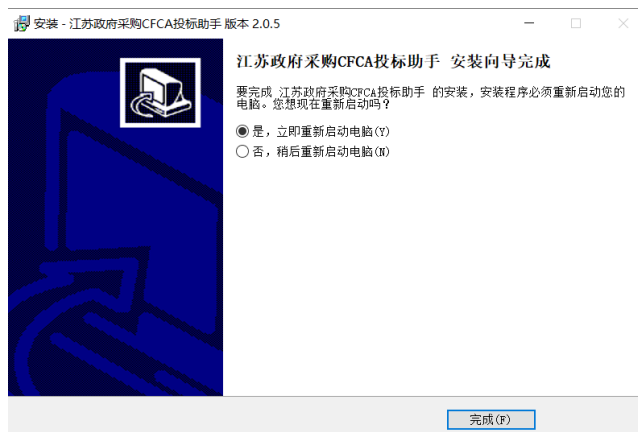 安装 - 江苏政府采购CFCA投标助手 版本 2.0.5
江苏政府采购CFCA投标助手 安装向导完成
要完成 江苏政府采购CFCA投标助手 的安装，安装程序必须重新启动您的
电脑。您想现在重新启动吗？
是，立即重新启动电脑(Y)
否，稍后重新启动电脑(N)
完成(F)